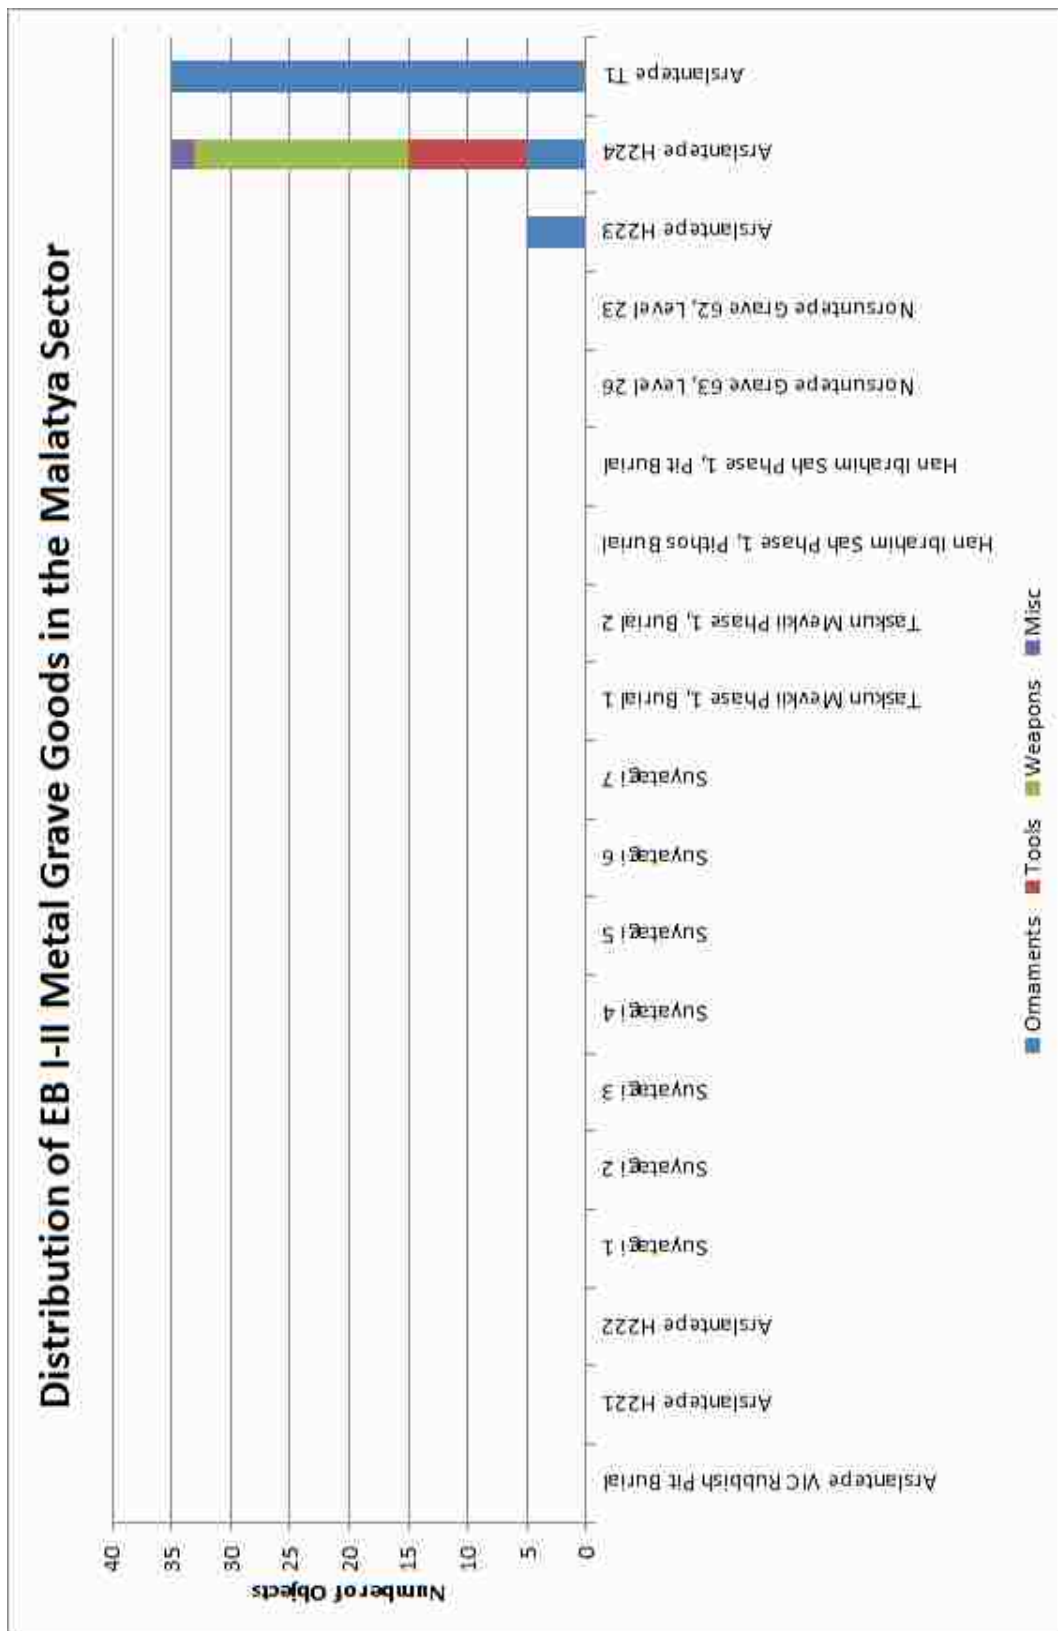 Distribution of EB I-II Metal Grave Goods in the Malatya Sector
Number of Objects
40
35
30
25
20
15
10
5
0
Arslantepe VIC Rubbish Pit Burial
Arslantepe H221
Arslantepe H222
Suyatagi 1
Suyatagi 2
Suyatagi 3
Suyatagi 4
Suyatagi 5
Suyatagi 6
Suyatagi 7
Taskun Mevkii Phase 1, Burial 1
Taskun Mevkii Phase 1, Burial 2
Han Ibrahim Sah Phase 1, Pithos Burial
Han Ibrahim Sah Phase 1, Pit Burial
Norsuntepe Grave 63, Level 26
Norsuntepe Grave 62, Level 23
Arslantepe H223
Arslantepe H224
Arslantepe T1
Ornaments Tools Weapons Misc